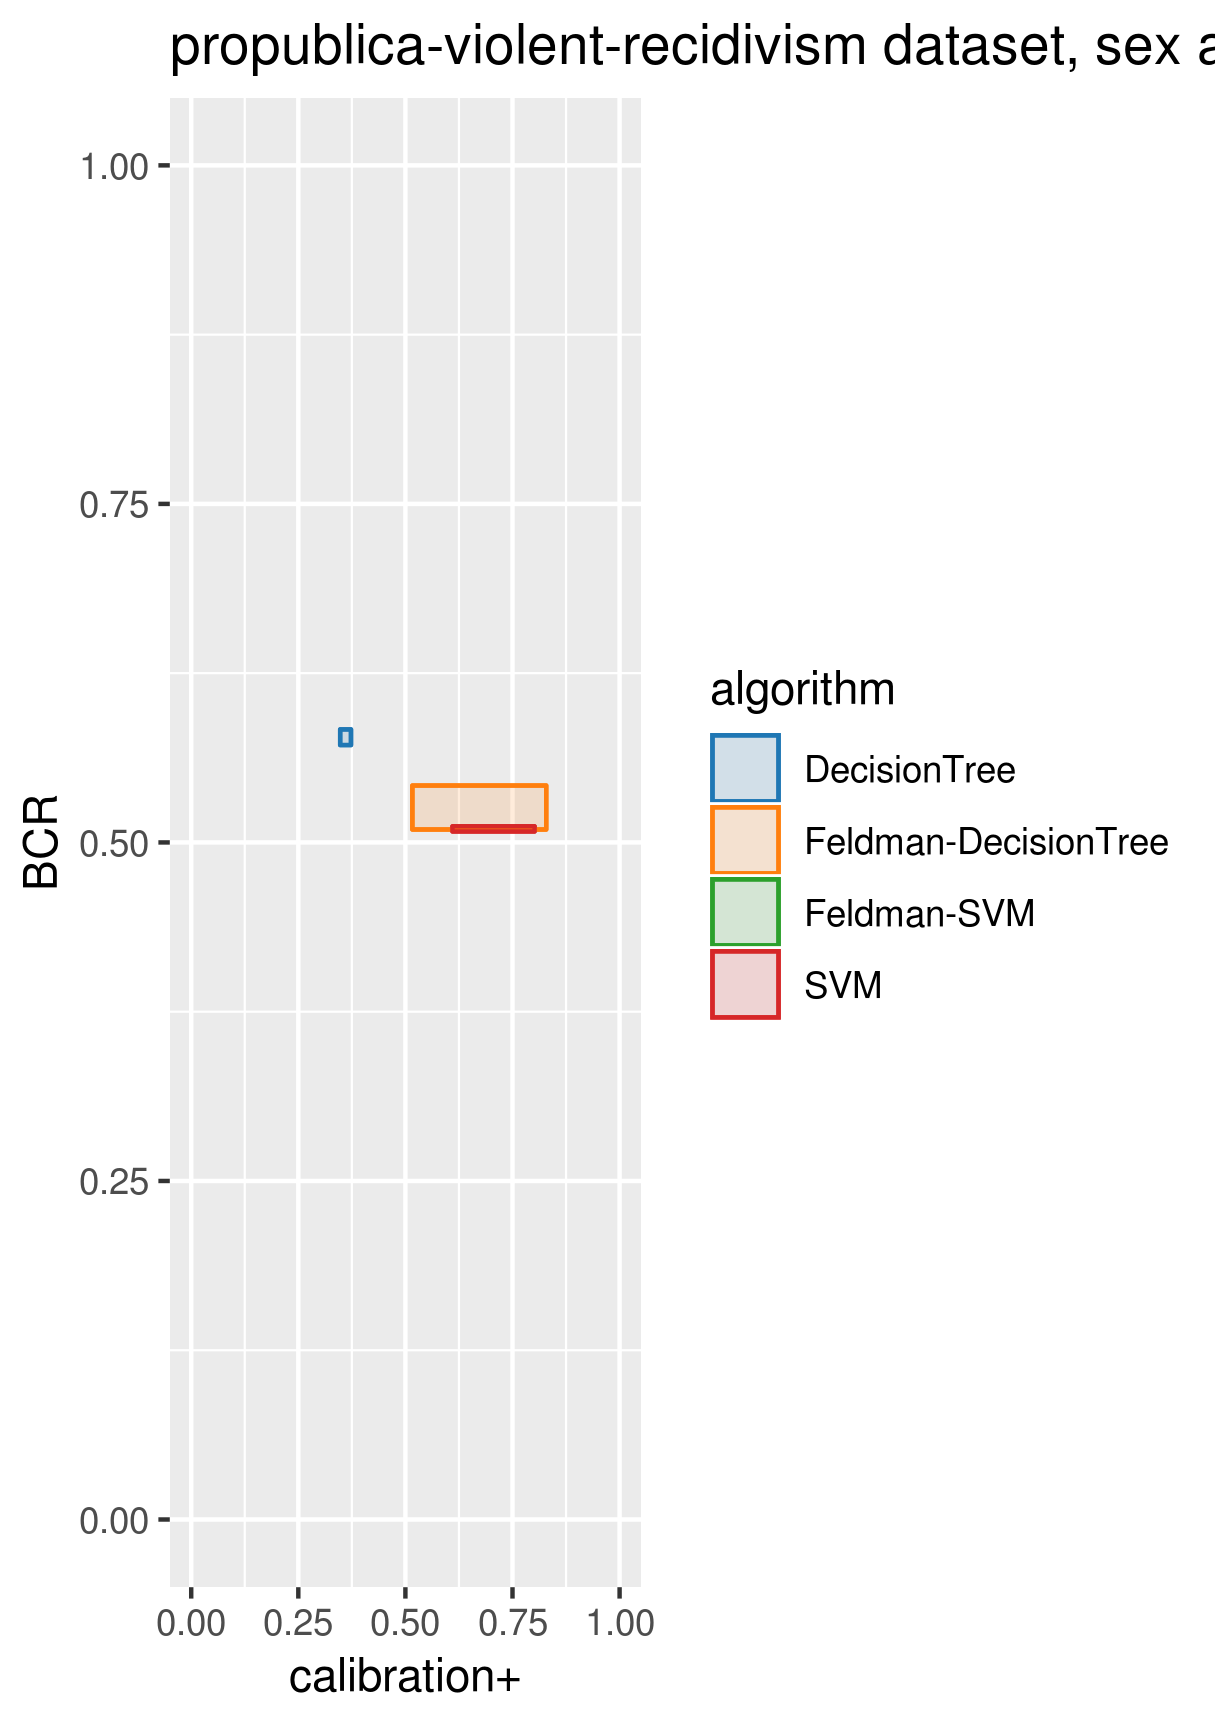 propublica-violent-recidivism dataset, sex
1.00
0.75
0.50
0.25
0.00
BCR
0.00 0.25 0.50 0.75 1.00
calibration+
algorithm
DecisionTree
Feldman-DecisionTree
Feldman-SVM
SVM